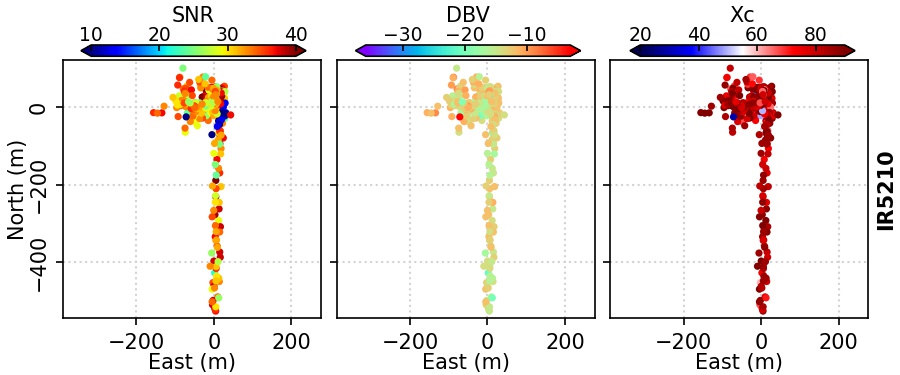 SNR DBV Xc
10 20 30 40 −30 −20 −10 20 40 60 80
0
−200
−400
North (m)
−200 0 200 −200 0 200 −200 0 200
East (m) East (m) East (m)
IR5210